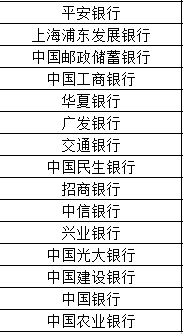 平安银行
上海浦东发展银行
中国邮政储蓄银行
中国工商银行
华夏银行
广发银行
交通银行
中国民生银行
招商银行
中信银行
兴业银行
中国光大银行
中国建设银行
中国银行
中国农业银行